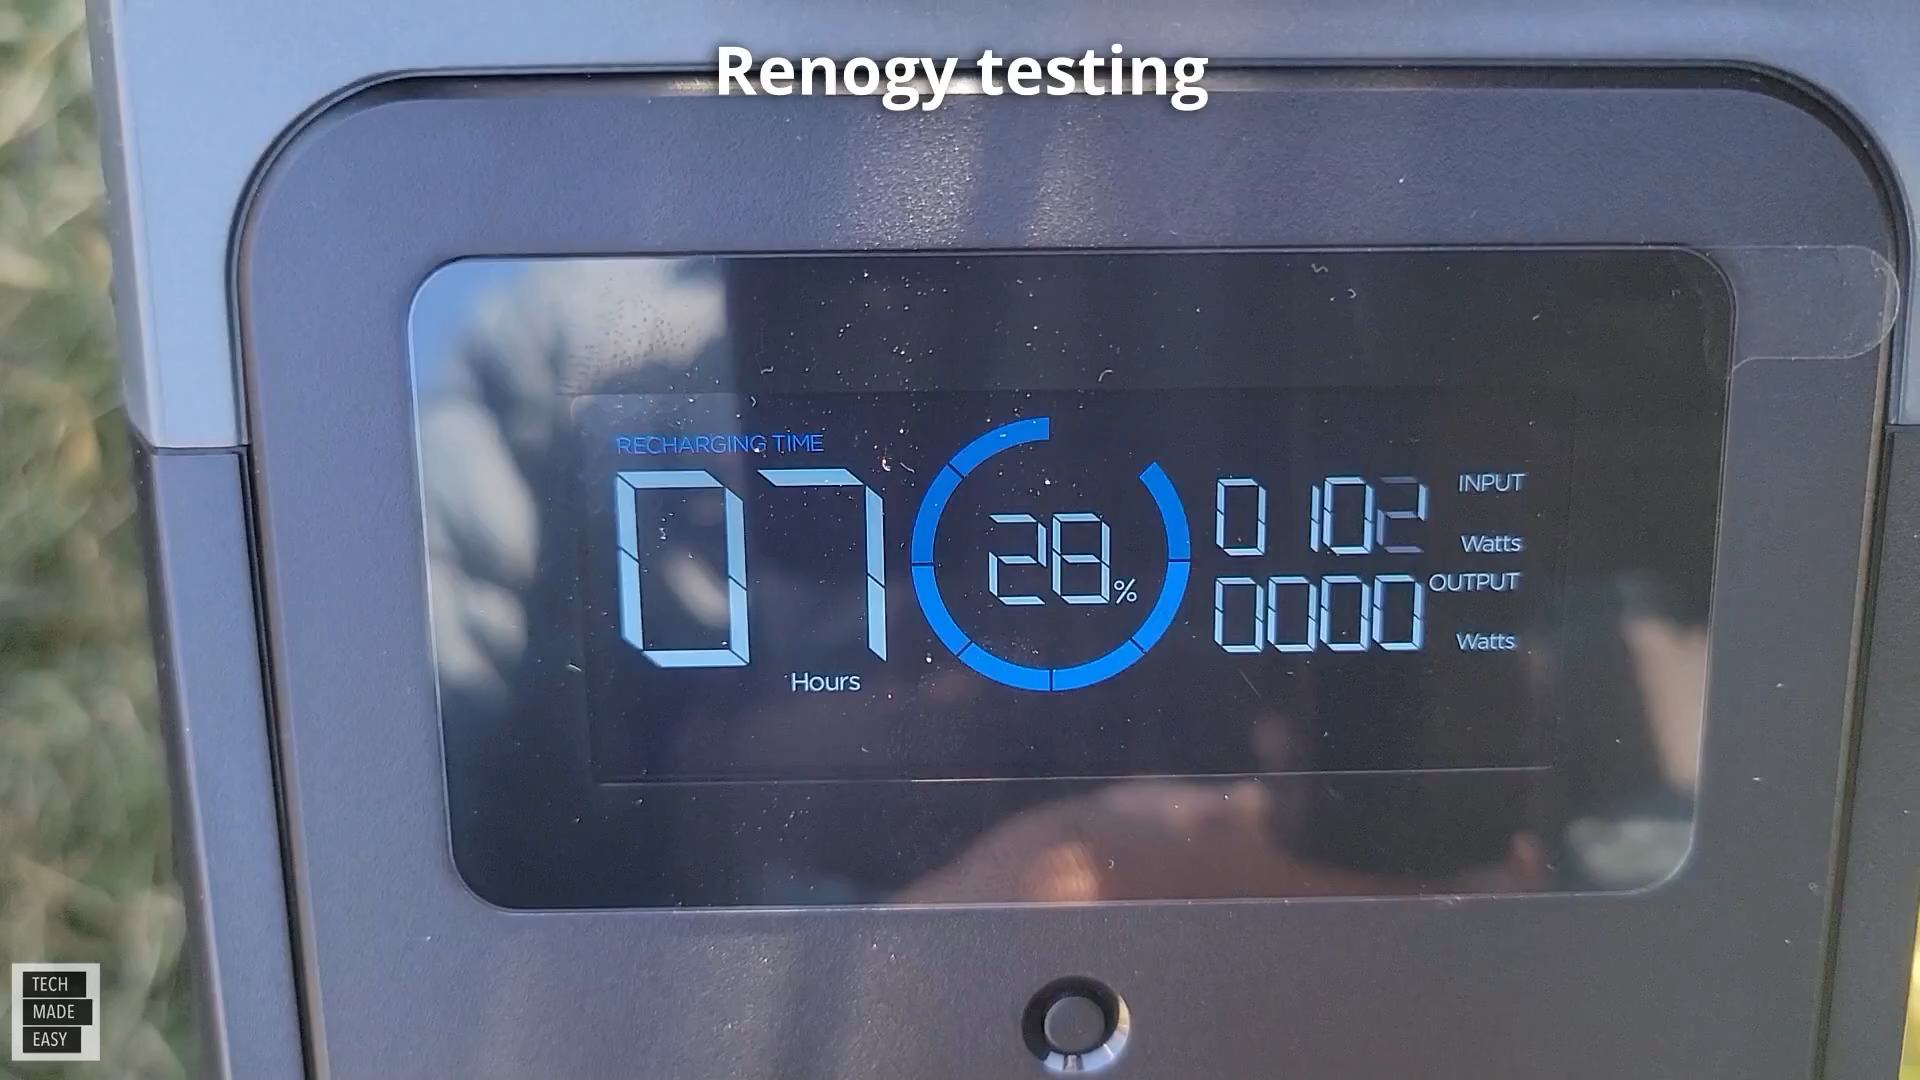 Renogy testing
RECHARGING TIME
07
Hours
28%
0102 INPUT
Watts
0000 OUTPUT
Watts
TECH
MADE
EASY